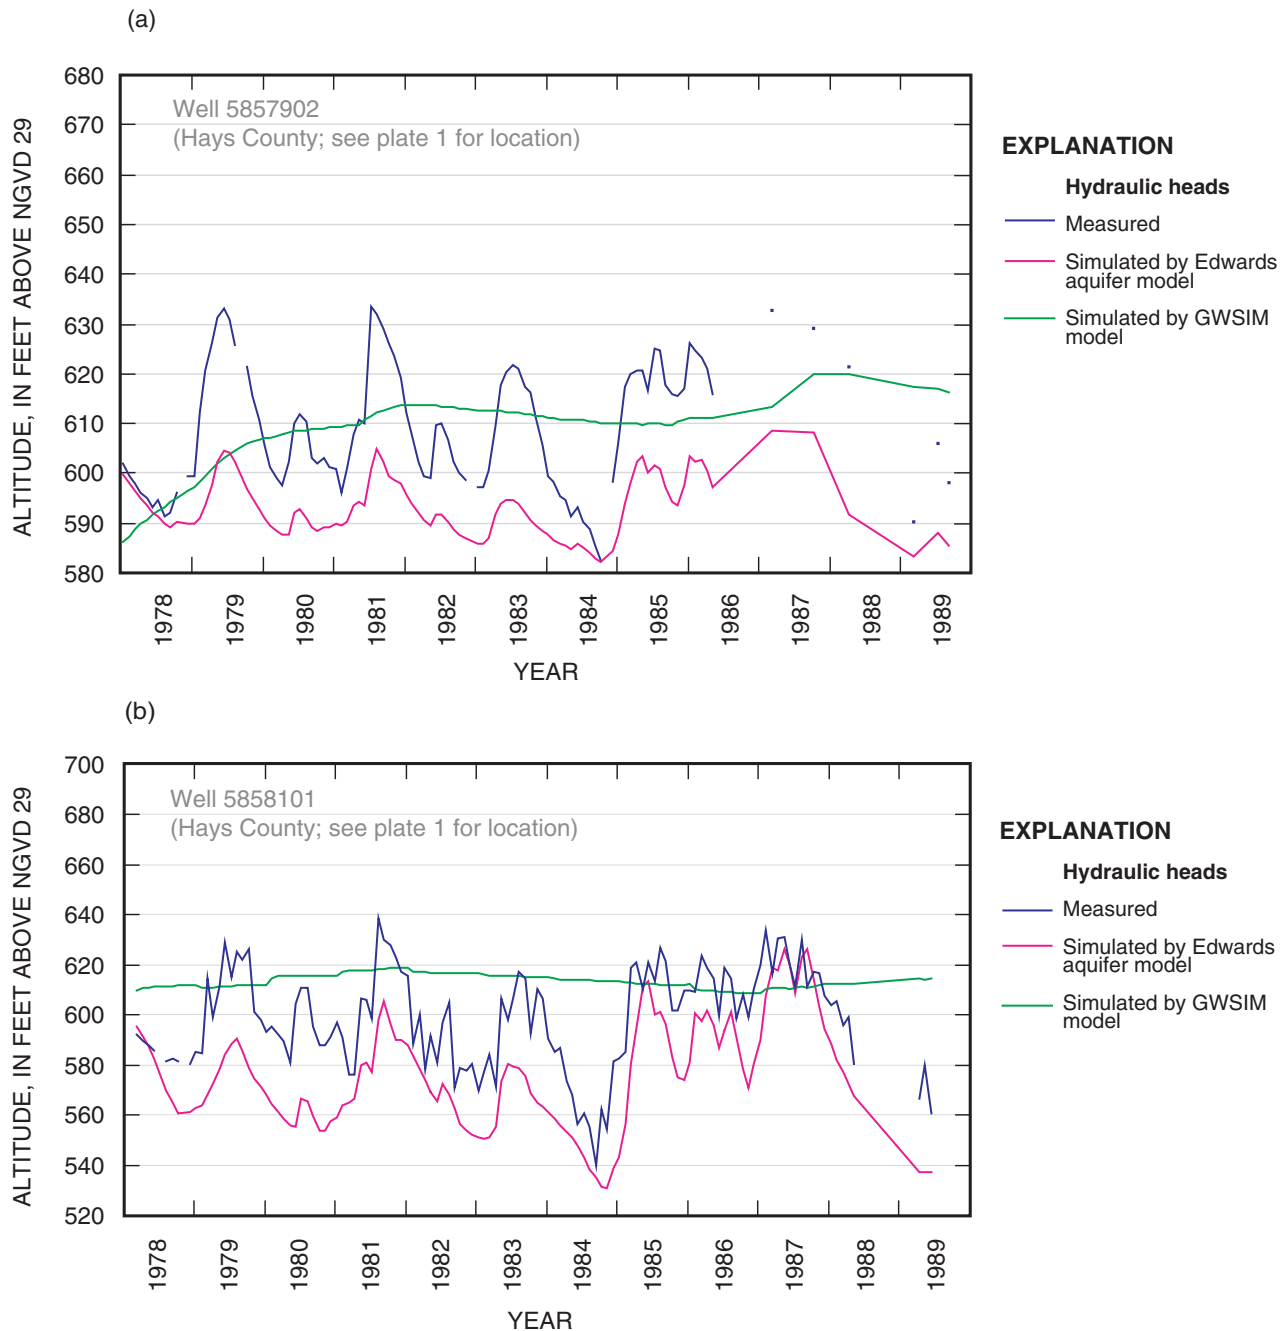 (a)
ALTITUDE, IN FEET ABOVE NGVD 29
680
670
660
650
640
630
620
610
600
590
580
Well 5857902
(Hays County; see plate 1 for location)
1978
1979
1980
1981
1982
1983
1984
1985
1986
1987
1988
1989
YEAR
EXPLANATION
Hydraulic heads
Measured
Simulated by Edwards
aquifer model
Simulated by GWSIM
model
(b)
ALTITUDE, IN FEET ABOVE NGVD 29
700
680
660
640
620
600
580
560
540
520
Well 5858101
(Hays County; see plate 1 for location)
1978
1979
1980
1981
1982
1983
1984
1985
1986
1987
1988
1989
YEAR
EXPLANATION
Hydraulic heads
Measured
Simulated by Edwards
aquifer model
Simulated by GWSIM
model